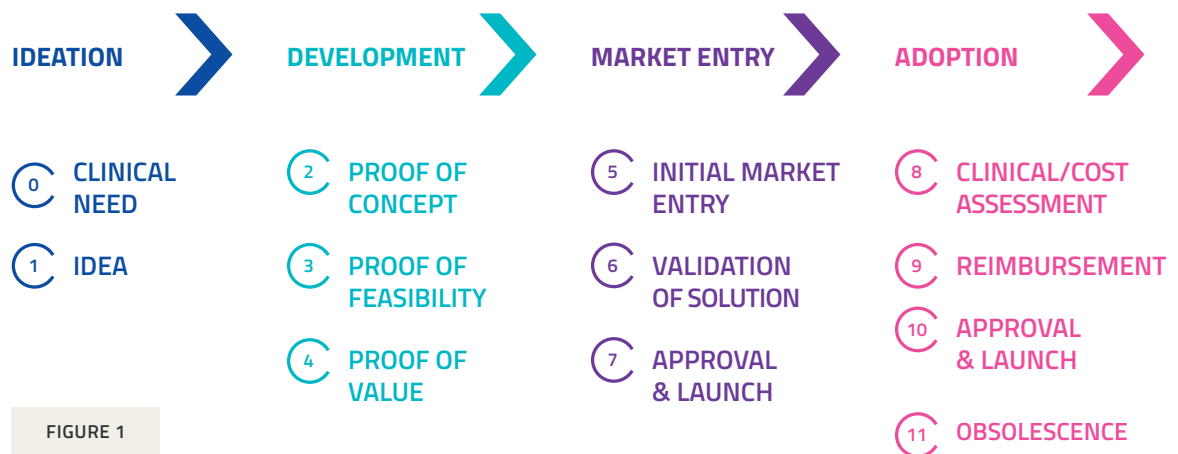 IDEATION
DEVELOPMENT
MARKET ENTRY
ADOPTION
0
CLINICAL
NEED
1
IDEA
2
PROOF OF
CONCEPT
3
PROOF OF
FEASIBILITY
4
PROOF OF
VALUE
5
INITIAL MARKET
ENTRY
6
VALIDATION
OF SOLUTION
7
APPROVAL
& LAUNCH
8
CLINICAL/COST
ASSESSMENT
9
REIMBURSEMENT
10
APPROVAL
& LAUNCH
11
OBSOLESCENCE
FIGURE 1